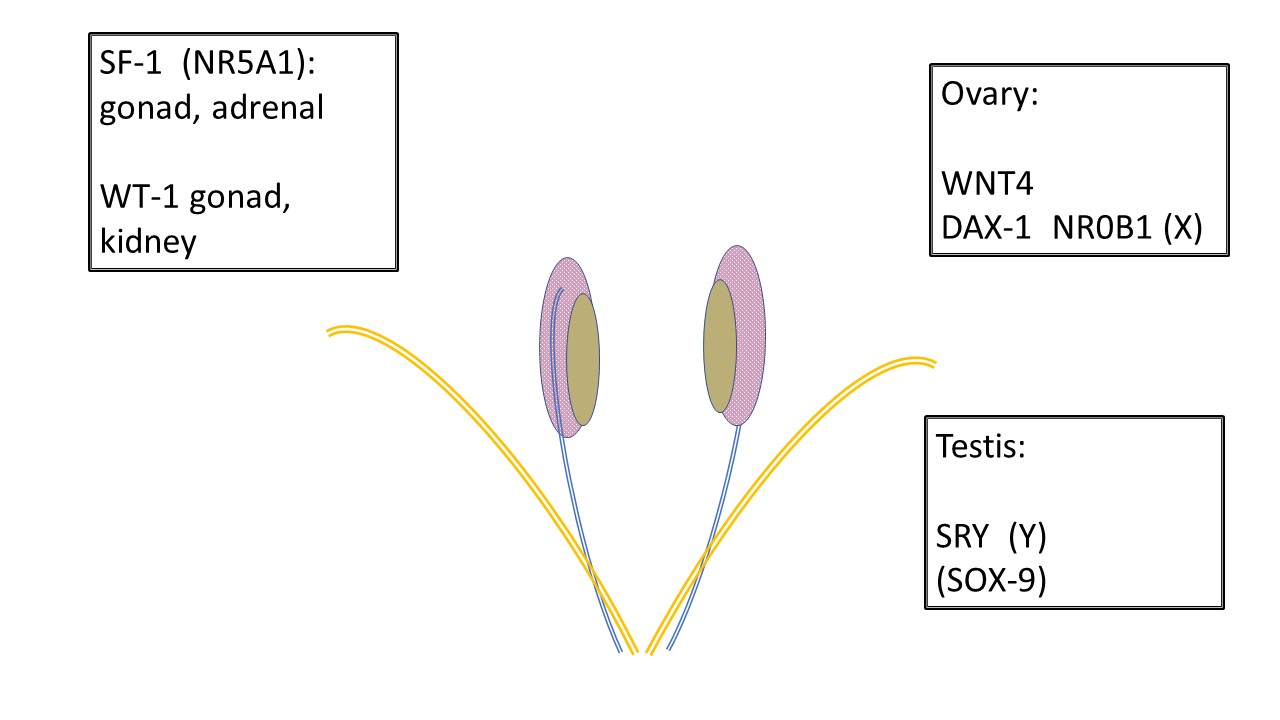 SF-1 (NR5A1):
gonad, adrenal
WT-1 gonad,
kidney
Ovary:
WNT4
DAX-1 NR0B1 (X)
Testis:
SRY (Y)
(SOX-9)